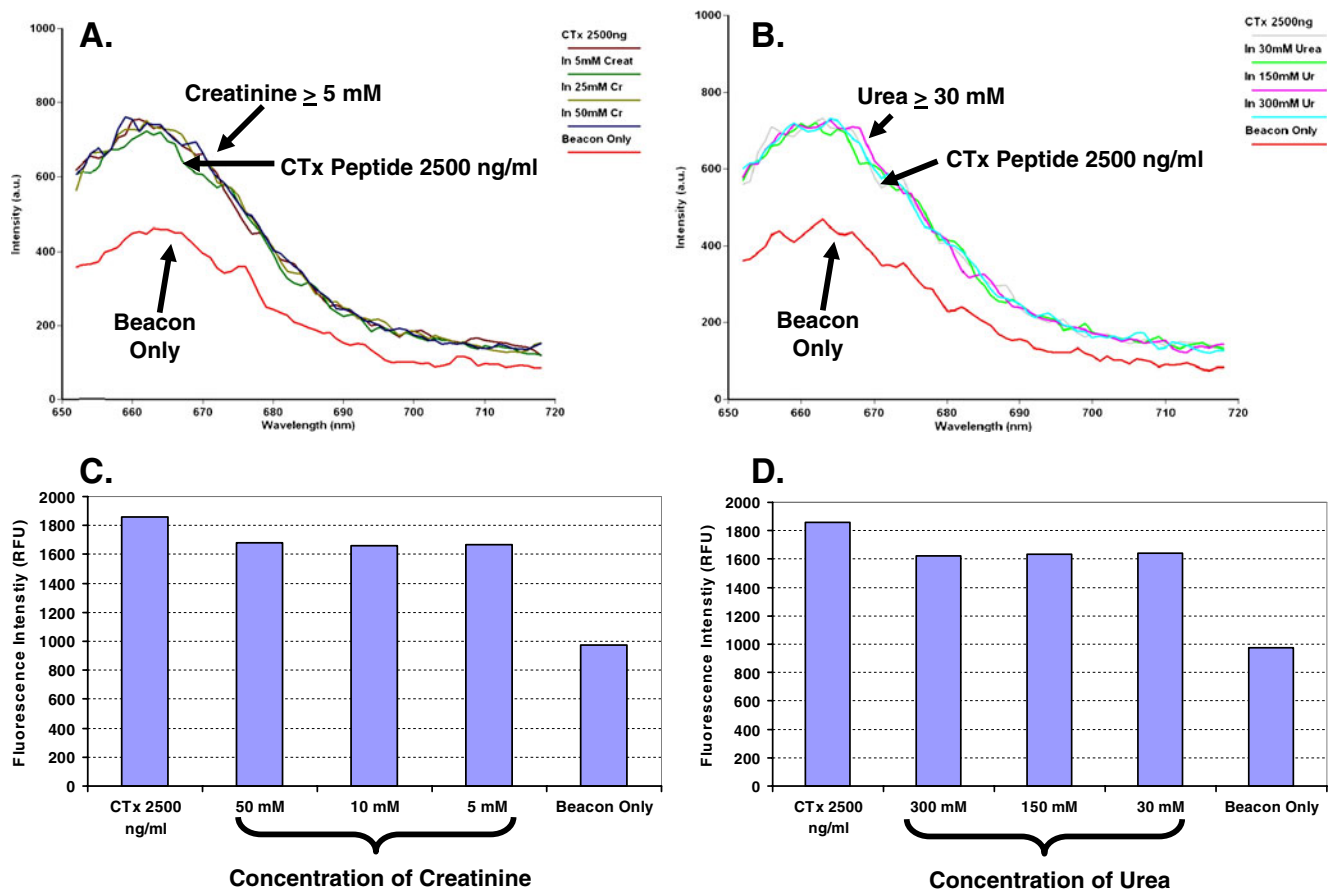 A.
1000
800
600
400
200
0
Intensity (a.u.)
650 660 670 680 690 700 710 720
Wavelength (nm)
CTx 2500ng
In 5mM Creat
In 25mM Cr
In 50mM Cr
Beacon Only
Creatinine ≥ 5 mM
CTx Peptide 2500 ng/ml
Beacon
Only
B.
1000
800
600
400
200
0
Intensity (a.u.)
650 660 670 680 690 700 710 720
Wavelength (nm)
CTx 2500ng
In 30mM Urea
In 150mM Ur
In 300mM Ur
Beacon Only
Urea ≥ 30 mM
CTx Peptide 2500 ng/ml
Beacon
Only
C.
2000
1800
1600
1400
1200
1000
800
600
400
200
0
Fluorescence Intenstiy (RFU)
CTx 2500
ng/ml
50 mM 10 mM 5 mM Beacon Only
Concentration of Creatinine
D.
2000
1800
1600
1400
1200
1000
800
600
400
200
0
Fluorescence Intenstiy (RFU)
CTx 2500
ng/ml
300 mM 150 mM 30 mM Beacon Only
Concentration of Urea